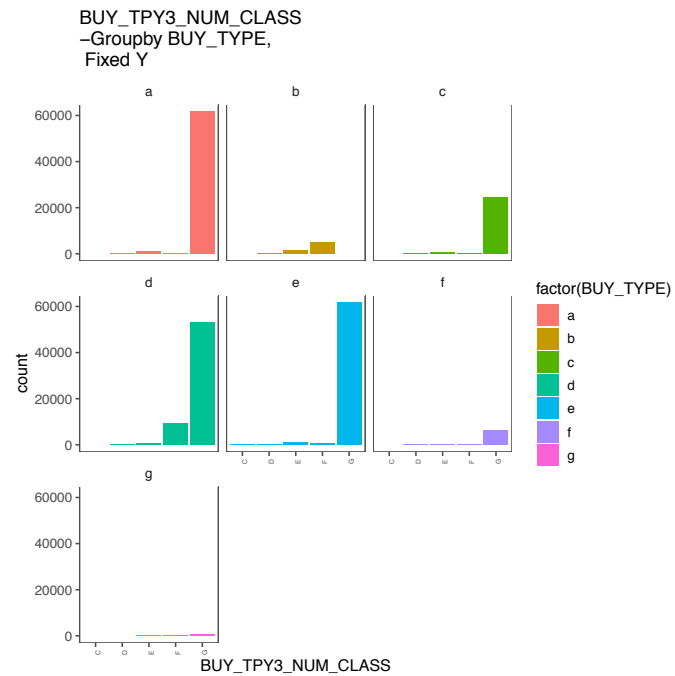 BUY_TPY3_NUM_CLASS
−Groupby BUY_TYPE,
Fixed Y
a b c
60000
40000
20000
0
d e f
60000
40000
20000
0
C D E F G C D E F G
g
60000
40000
20000
0
C D E F G
count
BUY_TPY3_NUM_CLASS
factor(BUY_TYPE)
a
b
c
d
e
f
g